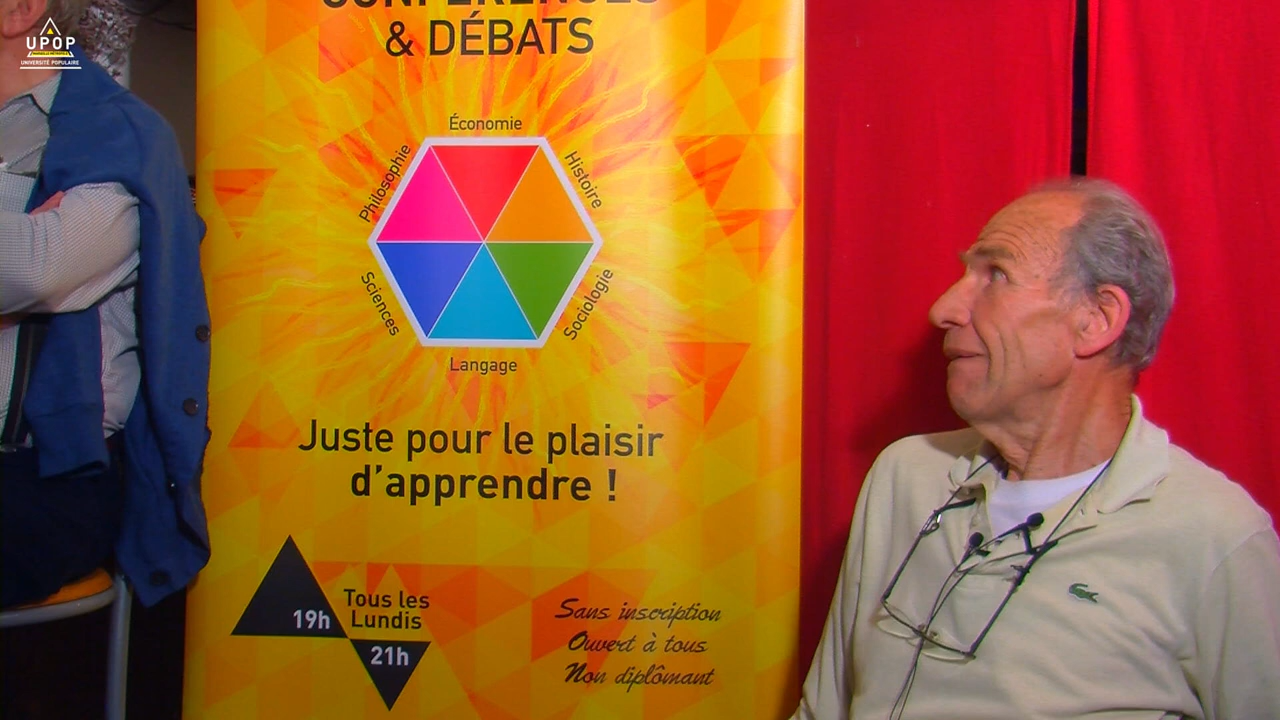 UPOP
UNIVERSITÉ POPULAIRE
CONFÉRENCES
& DÉBATS
Économie
Histoire
Philosophie
Sciences
Sociologie
Langage
Juste pour le plaisir
d'apprendre !
19h
Tous les
Lundis
21h
Sans inscription
Ouvert à tous
Non diplômant